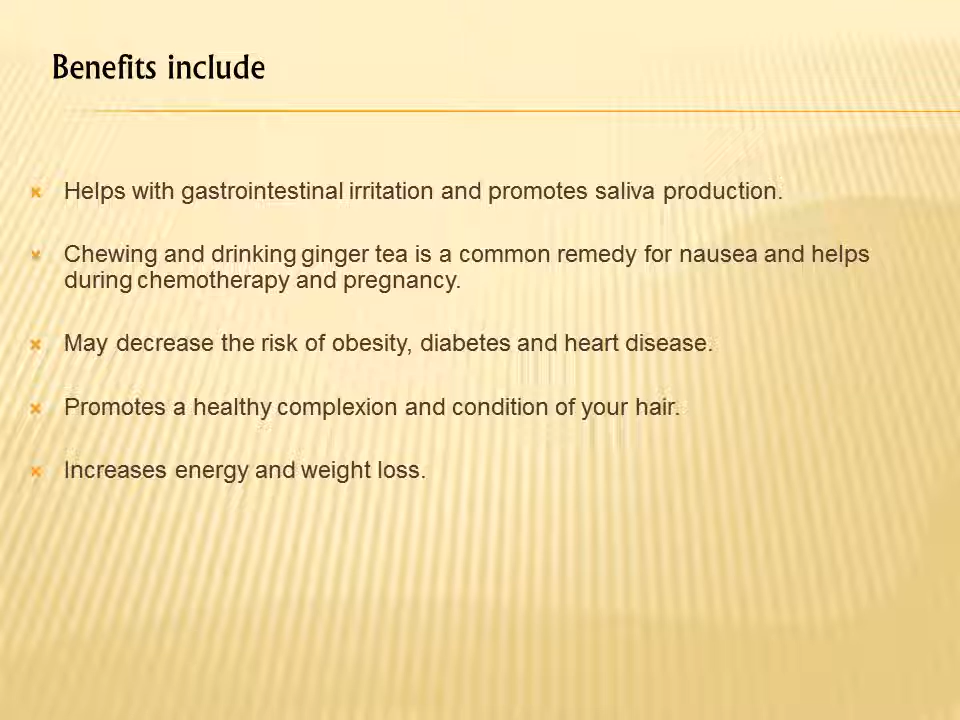 Benefits include
Helps with gastrointestinal irritation and promotes saliva production.
Chewing and drinking ginger tea is a common remedy for nausea and helps
during chemotherapy and pregnancy.
May decrease the risk of obesity, diabetes and heart disease.
Promotes a healthy complexion and condition of your hair.
Increases energy and weight loss.